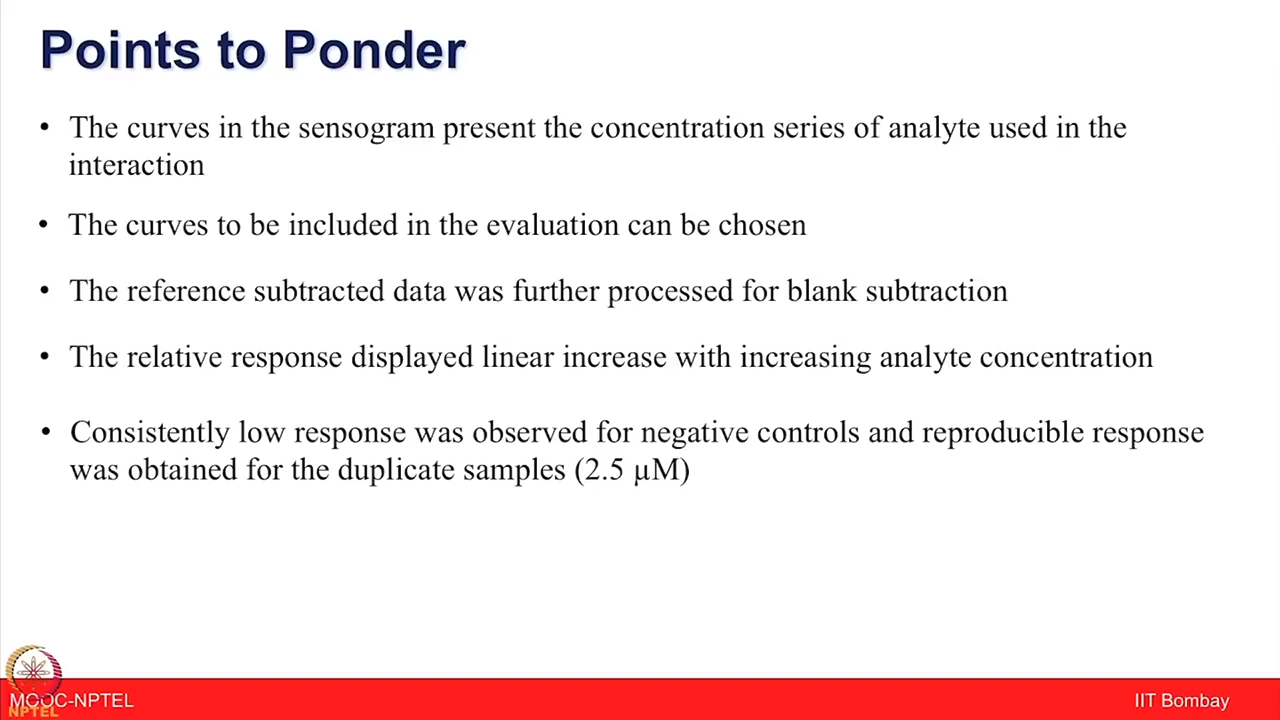 Points to Ponder
• The curves in the sensogram present the concentration series of analyte used in the
interaction
• The curves to be included in the evaluation can be chosen
• The reference subtracted data was further processed for blank subtraction
• The relative response displayed linear increase with increasing analyte concentration
• Consistently low response was observed for negative controls and reproducible response
was obtained for the duplicate samples (2.5 µM)
MOOC-NPTEL
NPTEL
IIT Bombay